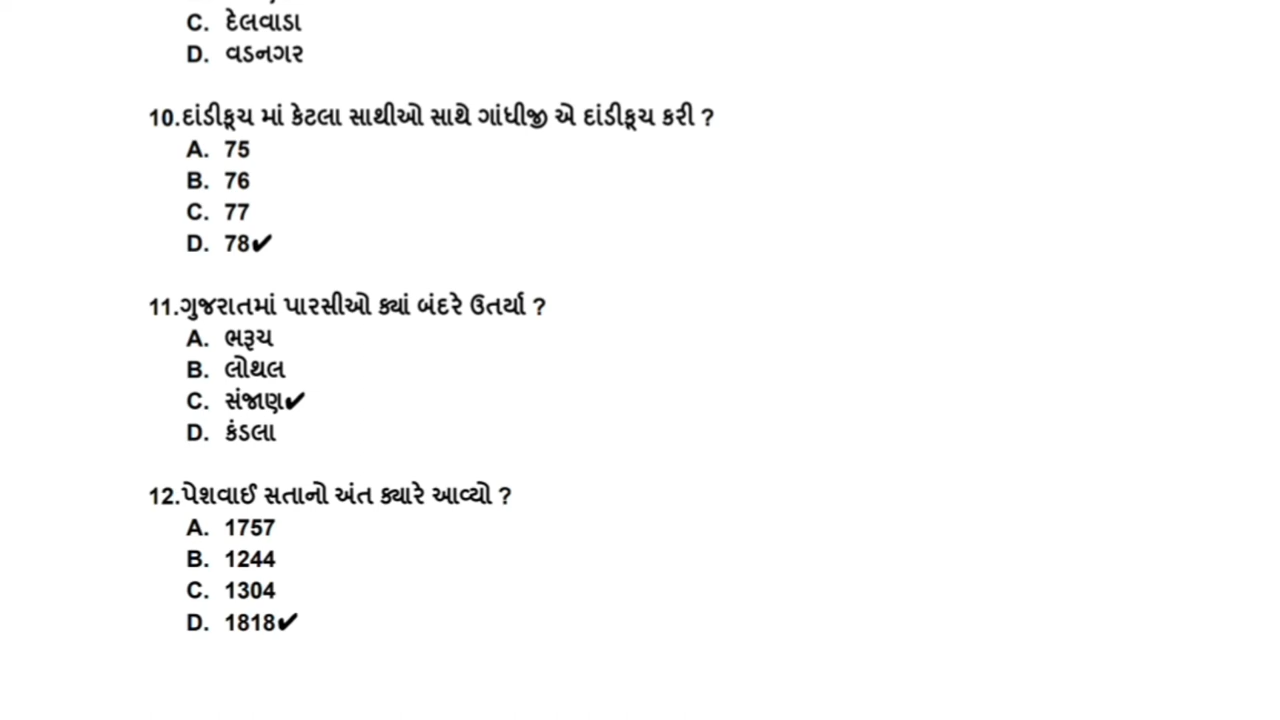 C. દેલવાડા
D. વડનગર
10.દાંડીકૂચ માં કેટલા સાથીઓ સાથે ગાંધીજી એ દાંડીકૂચ કરી ?
A. 75
B. 76
C. 77
D. 78✔
11.ગુજરાતમાં પારસીઓ ક્યાં બંદરે ઉતર્યા ?
A. ભરૂચ
B. લોથલ
C. સંજાણ✔
D. કંડલા
12.પેશવાઈ સતાનો અંત ક્યારે આવ્યો ?
A. 1757
B. 1244
C. 1304
D. 1818✔